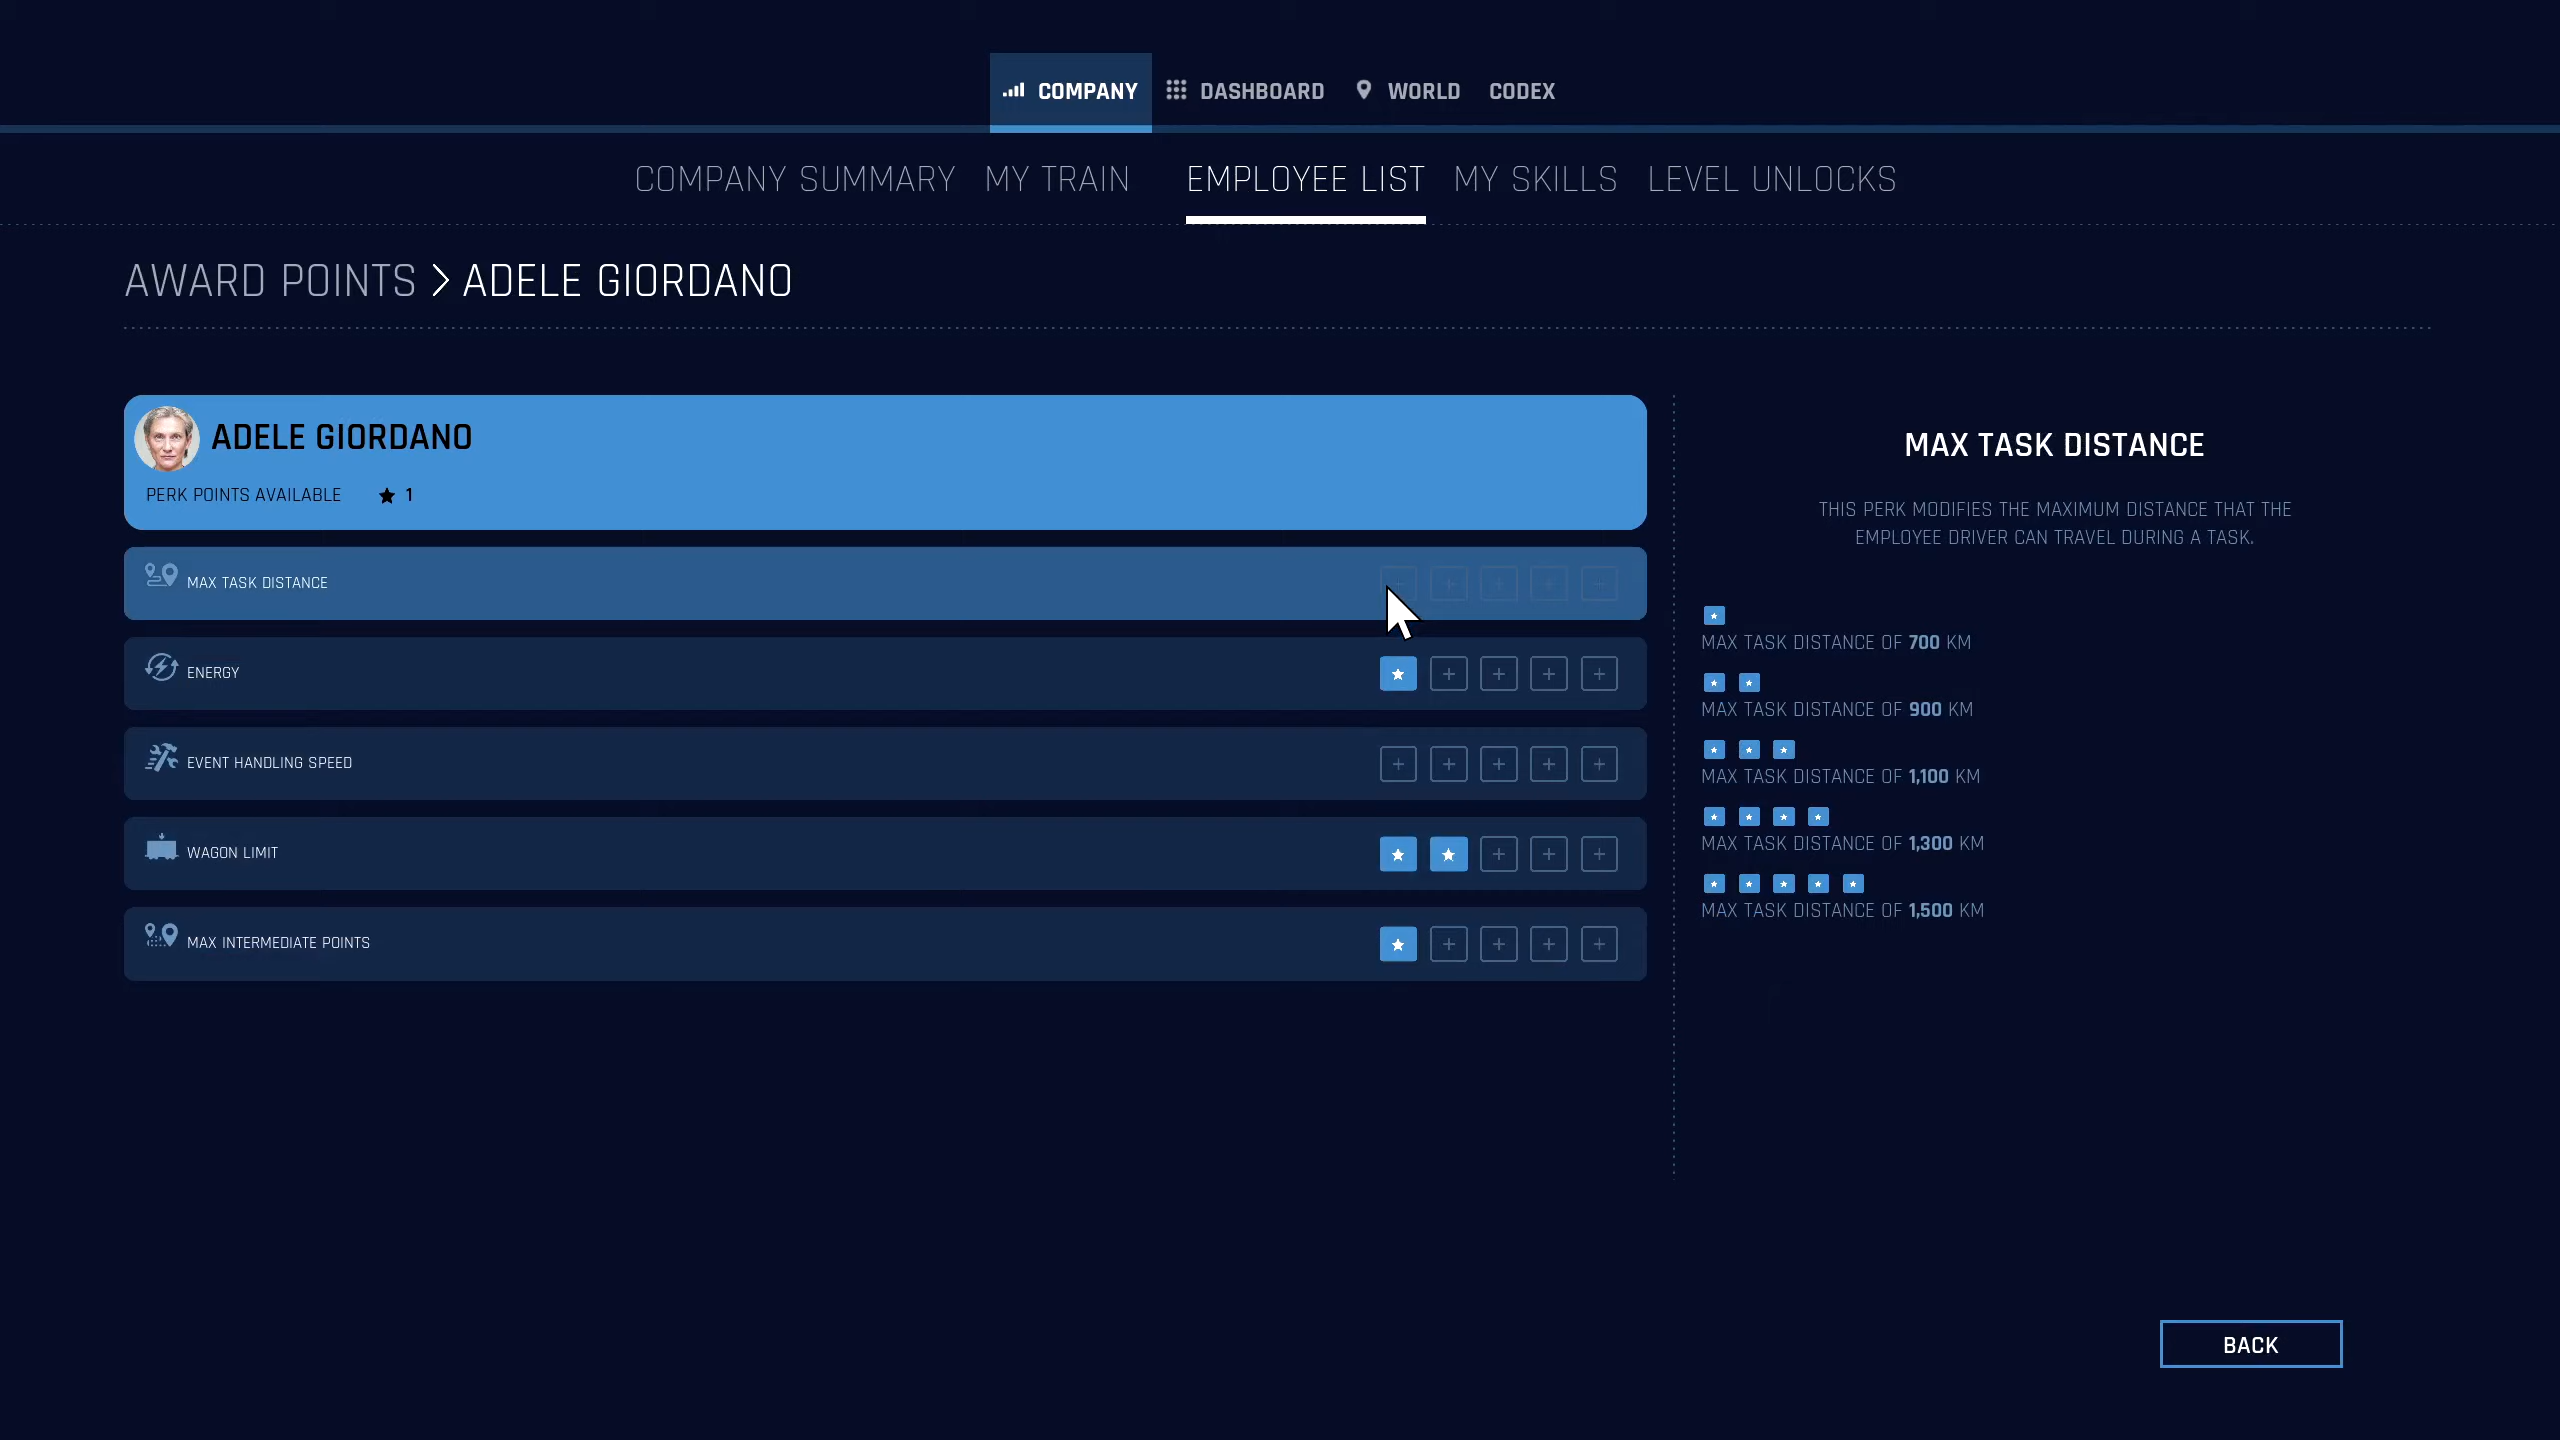 COMPANY DASHBOARD WORLD CODEX
COMPANY SUMMARY MY TRAIN EMPLOYEE LIST MY SKILLS LEVEL UNLOCKS
AWARD POINTS > ADELE GIORDANO
ADELE GIORDANO
PERK POINTS AVAILABLE ★ 1
MAX TASK DISTANCE
ENERGY
EVENT HANDLING SPEED
WAGON LIMIT
MAX INTERMEDIATE POINTS
MAX TASK DISTANCE
THIS PERK MODIFIES THE MAXIMUM DISTANCE THAT THE
EMPLOYEE DRIVER CAN TRAVEL DURING A TASK.
MAX TASK DISTANCE OF 700 KM
MAX TASK DISTANCE OF 900 KM
MAX TASK DISTANCE OF 1,100 KM
MAX TASK DISTANCE OF 1,300 KM
MAX TASK DISTANCE OF 1,500 KM
BACK